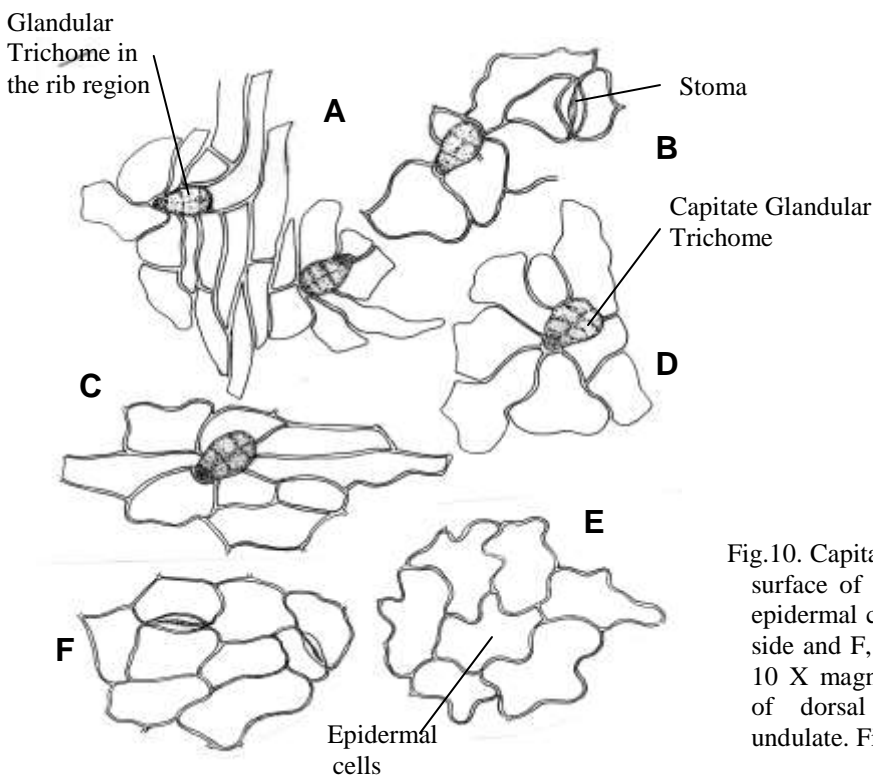 Glandular
Trichome in
the rib region
A
Stoma
B
Capitate Glandular
Trichome
C
D
E
F
Epidermal
cells
Fig.10. Capita
surface of
epidermal c
side and F,
10 X magn
of dorsal
undulate. Fi